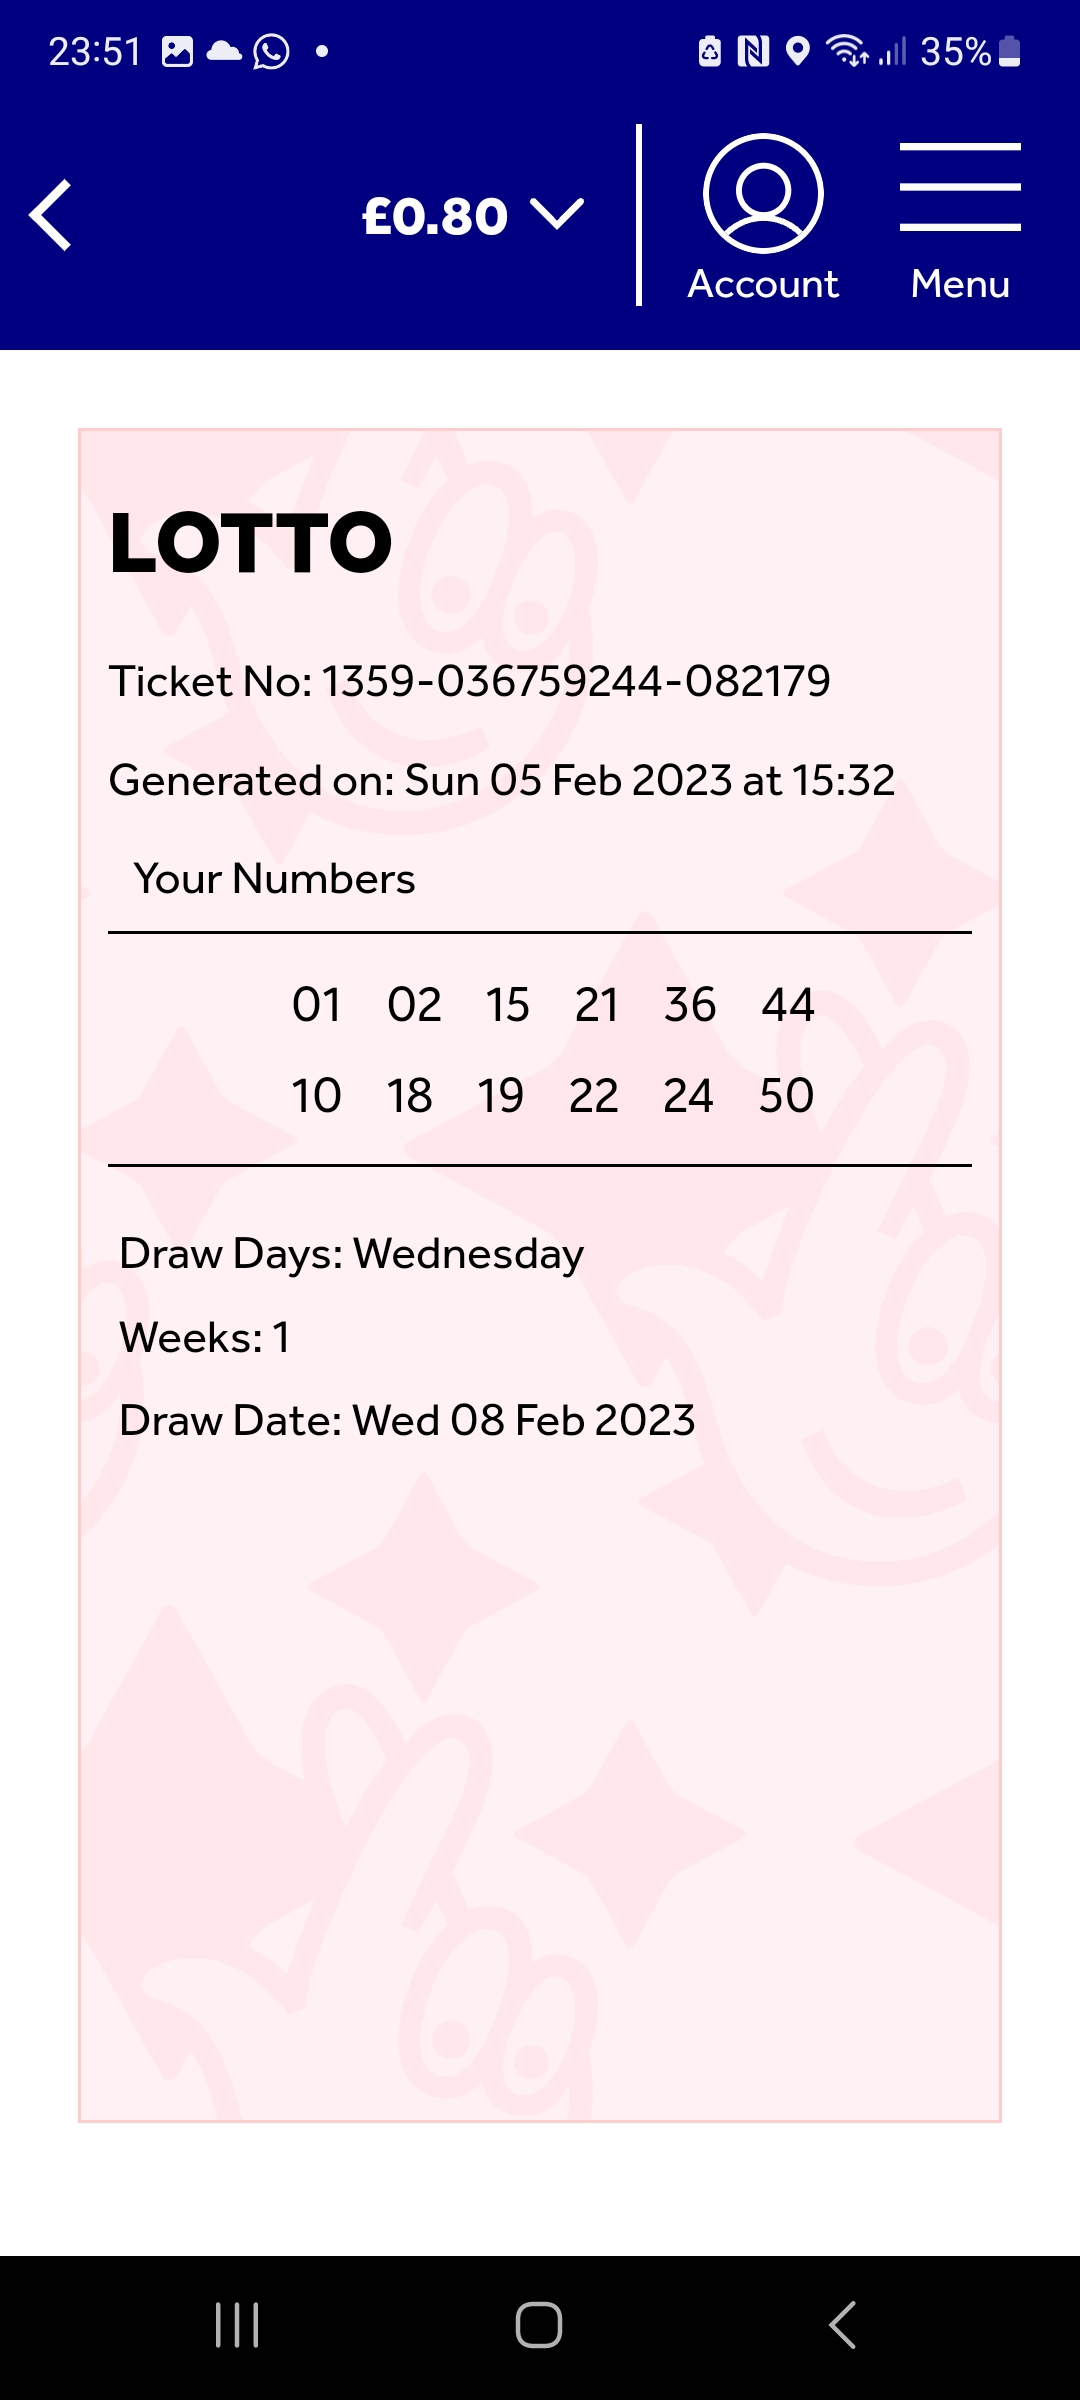 23:51 35%
£0.80
Account Menu
LOTTO
Ticket No: 1359-036759244-082179
Generated on: Sun 05 Feb 2023 at 15:32
Your Numbers
01 02 15 21 36 44
10 18 19 22 24 50
Draw Days: Wednesday
Weeks: 1
Draw Date: Wed 08 Feb 2023